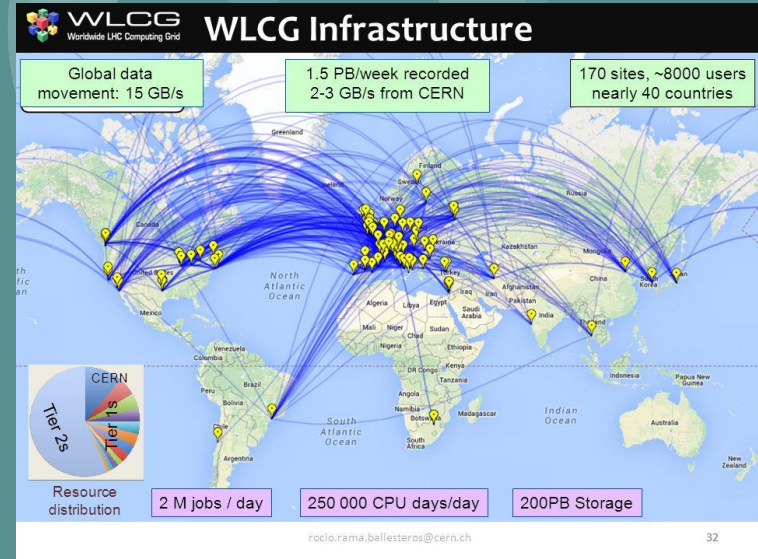 WLCG
Worldwide LHC Computing Grid
WLCG Infrastructure
Global data
movement: 15 GB/s
1.5 PB/week recorded
2-3 GB/s from CERN
170 sites, ~8000 users
nearly 40 countries
Greenland
Finland
Norway
Russia
Canada
Kazakhstan
United States
North
Atlantic
Ocean
Turkey
China
South
Korea
Iraq
Iran
Afghanistan
Pakistan
Algeria
Libya
Egypt
Saudi
Arabia
India
Mexico
Mali
Niger
Chad
Sudan
Nigeria
Ethiopia
Venezuela
Colombia
DR Congo
Kenya
Tanzania
Indonesia
Papua New
Guinea
Peru
Brazil
Bolivia
Angola
Namibia
Madagascar
Indian
Ocean
Australia
South
Atlantic
Ocean
South
Africa
Argentina
New
Zealand
CERN
Tier 1s
Tier 2s
Resource
distribution
2 M jobs / day
250 000 CPU days/day
200PB Storage
rocio.rama.ballesteros@cern.ch
32